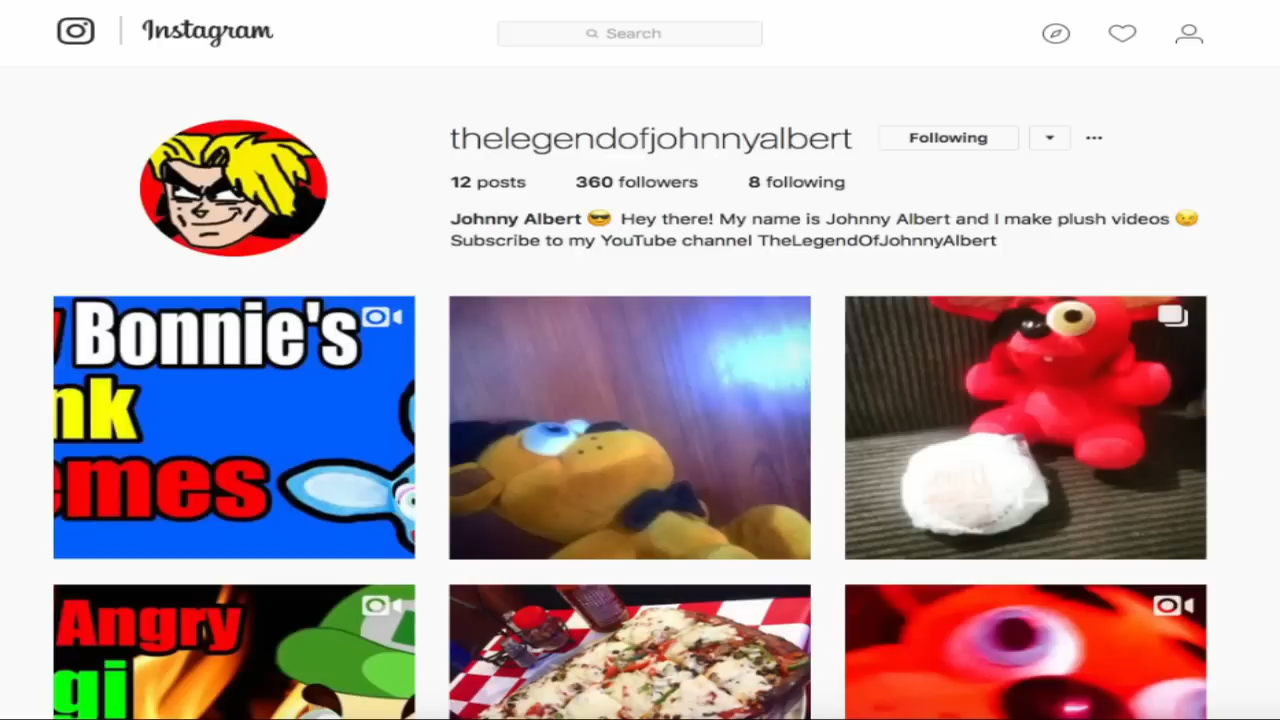 Instagram
Search
thelegendofjohnnyalbert
Following
12 posts
360 followers
8 following
Johnny Albert 😎 Hey there! My name is Johnny Albert and I make plush videos 😉
Subscribe to my YouTube channel TheLegendOfJohnnyAlbert
Bonnie's
nk
emes
Angry
gi